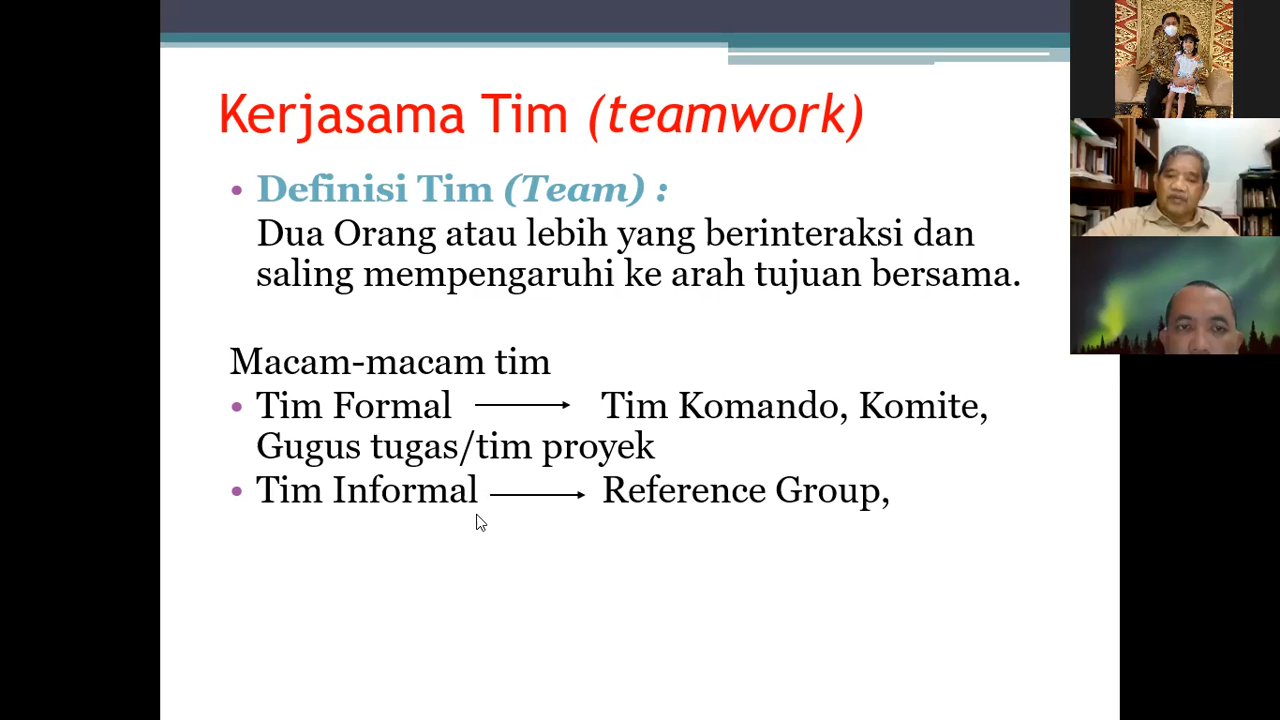 Kerjasama Tim (teamwork)
• Definisi Tim (Team) :
Dua Orang atau lebih yang berinteraksi dan
saling mempengaruhi ke arah tujuan bersama.
Macam-macam tim
• Tim Formal → Tim Komando, Komite,
Gugus tugas/tim proyek
• Tim Informal → Reference Group,